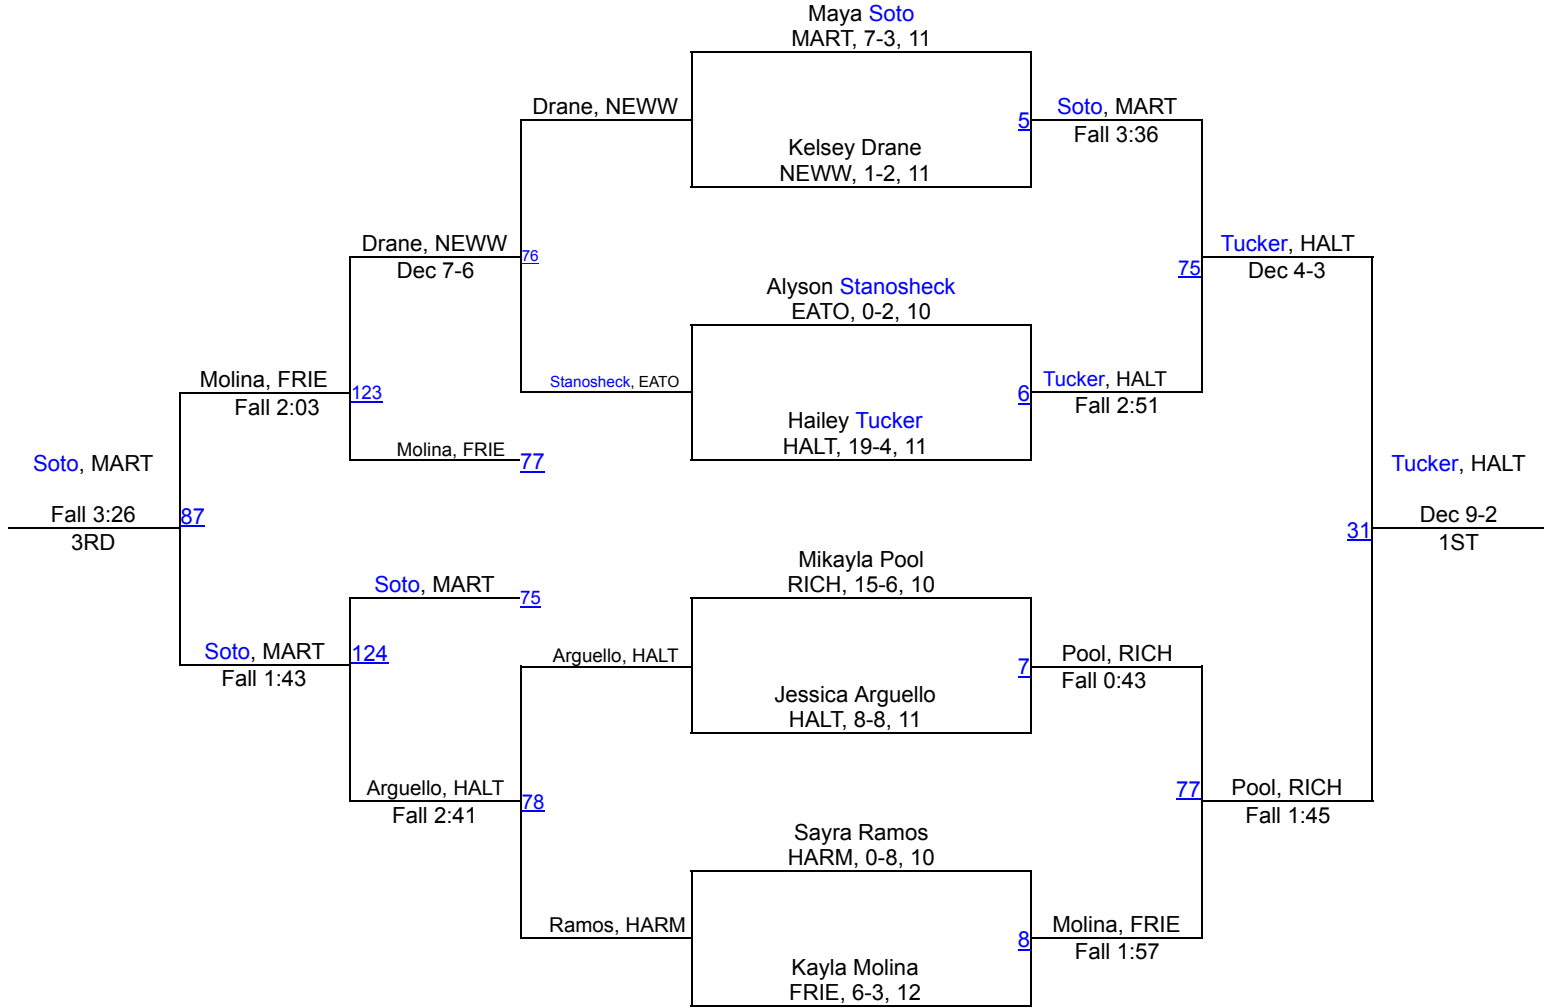 Maya Soto
MART, 7-3, 11
Drane, NEWW
5
Soto, MART
Fall 3:36
Kelsey Drane
NEWW, 1-2, 11
Drane, NEWW
Dec 7-6
76
Tucker, HALT
Dec 4-3
75
Alyson Stanosheck
EATO, 0-2, 10
Molina, FRIE
Fall 2:03
123
Stanosheck, EATO
6
Tucker, HALT
Fall 2:51
Hailey Tucker
HALT, 19-4, 11
Molina, FRIE
77
Soto, MART
Fall 3:26
3RD
87
Tucker, HALT
Dec 9-2
1ST
31
Mikayla Pool
RICH, 15-6, 10
Soto, MART
75
Soto, MART
Fall 1:43
124
Arguello, HALT
7
Pool, RICH
Fall 0:43
Jessica Arguello
HALT, 8-8, 11
Arguello, HALT
Fall 2:41
78
77
Pool, RICH
Fall 1:45
Sayra Ramos
HARM, 0-8, 10
Ramos, HARM
8
Molina, FRIE
Fall 1:57
Kayla Molina
FRIE, 6-3, 12